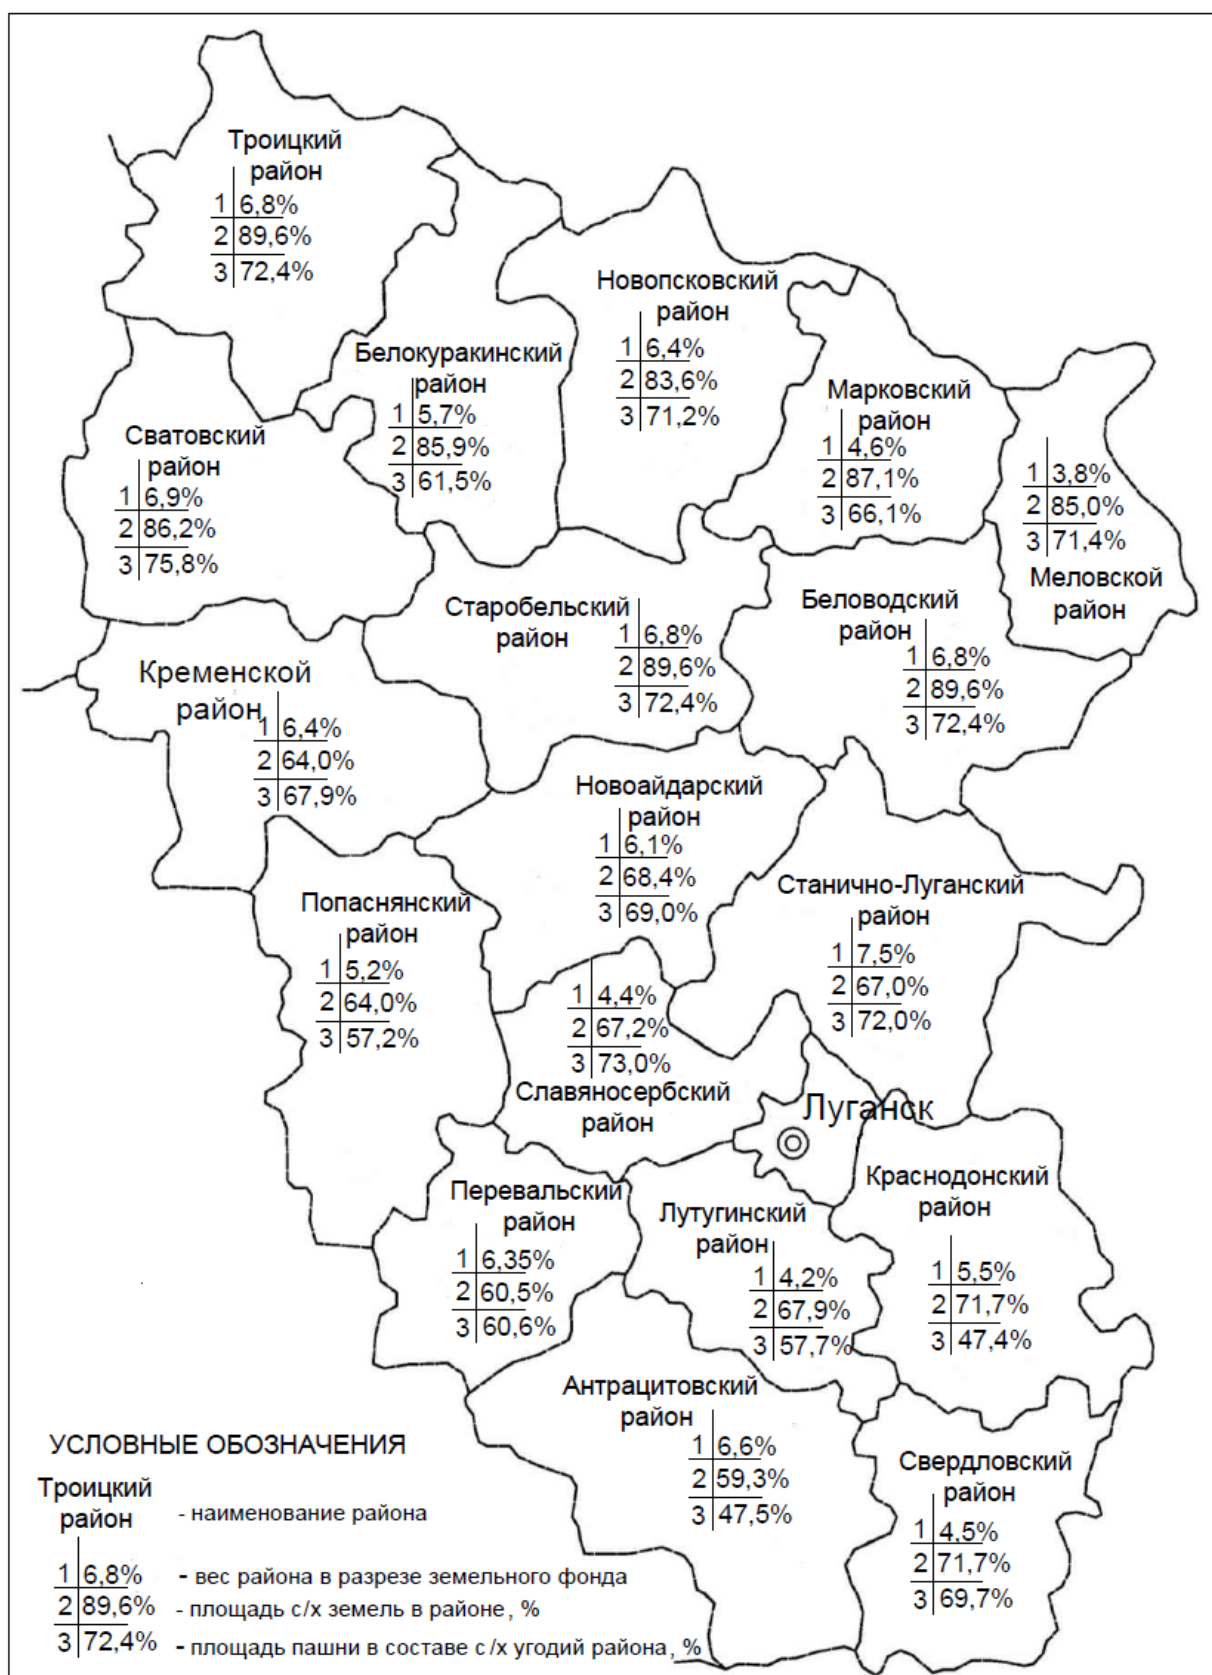 Троицкий
район
1 6,8%
2 89,6%
3 72,4%
Новопсковский
район
1 6,4%
2 83,6%
3 71,2%
Белокуракинский
район
1 5,7%
2 85,9%
3 61,5%
Марковский
район
1 4,6%
2 87,1%
3 66,1%
Сватовский
район
1 6,9%
2 86,2%
3 75,8%
1 3,8%
2 85,0%
3 71,4%
Меловской
район
Старобельский
район
1 6,8%
2 89,6%
3 72,4%
Беловодский
район
1 6,8%
2 89,6%
3 72,4%
Кременской
район
1 6,4%
2 64,0%
3 67,9%
Новоайдарский
район
1 6,1%
2 68,4%
3 69,0%
Станично-Луганский
район
1 7,5%
2 67,0%
3 72,0%
Попаснянский
район
1 5,2%
2 64,0%
3 57,2%
1 4,4%
2 67,2%
3 73,0%
Славяносербский
район
Луганск
Перевальский
район
1 6,35%
2 60,5%
3 60,6%
Лутугинский
район
1 4,2%
2 67,9%
3 57,7%
Краснодонский
район
1 5,5%
2 71,7%
3 47,4%
Антрацитовский
район
1 6,6%
2 59,3%
3 47,5%
Свердловский
район
1 4,5%
2 71,7%
3 69,7%
УСЛОВНЫЕ ОБОЗНАЧЕНИЯ
Троицкий
район - наименование района
1 6,8% - вес района в разрезе земельного фонда
2 89,6% - площадь с/х земель в районе, %
3 72,4% - площадь пашни в составе с/х угодий района, %